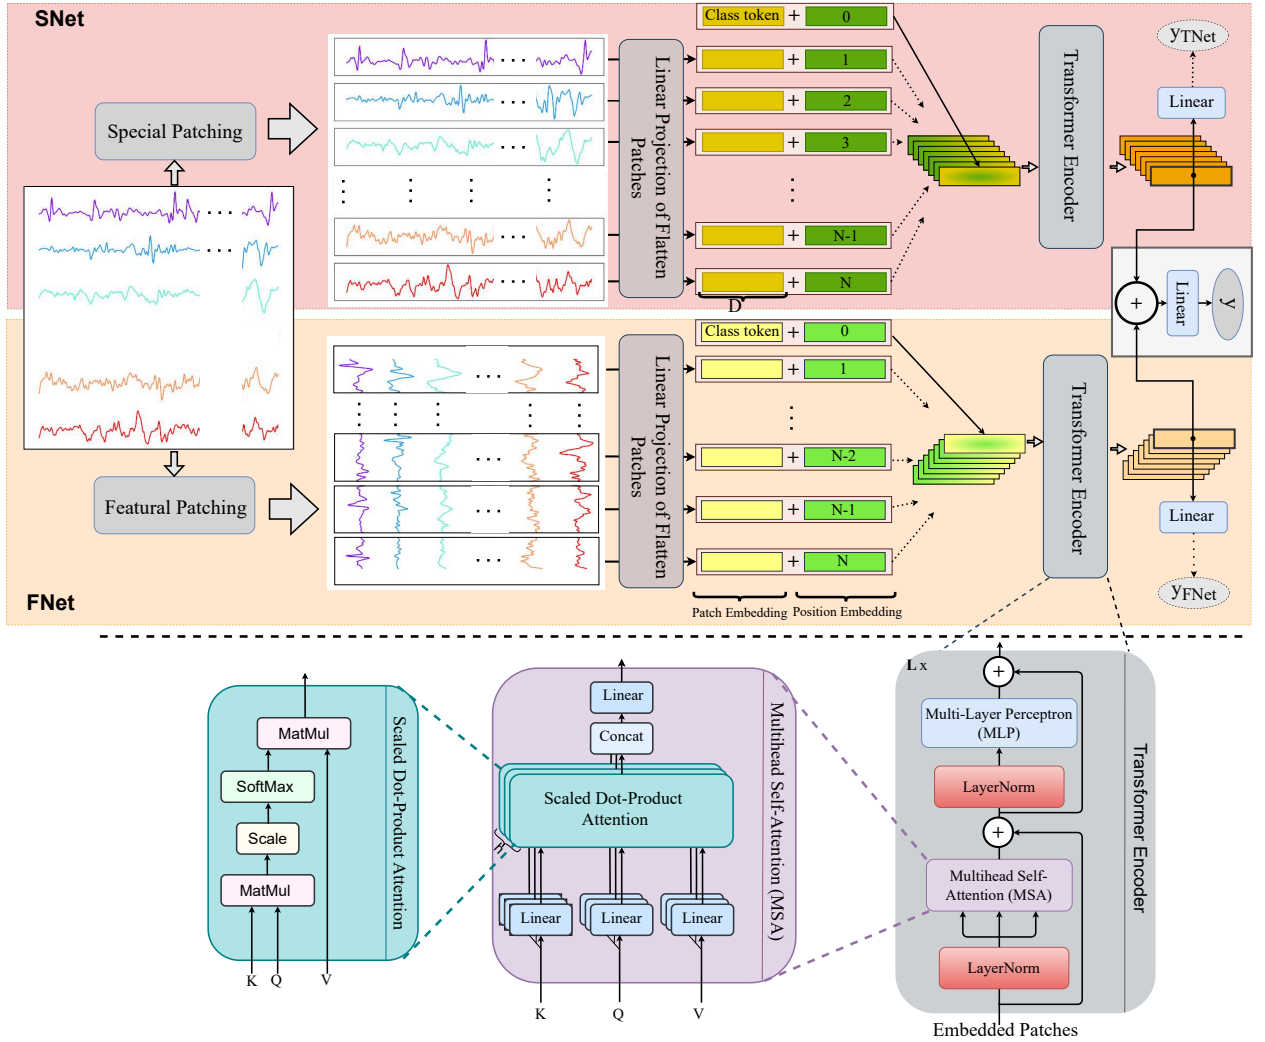 SNet
Special Patching
Linear Projection of Flatten
Patches
Class token + 0
+ 1
+ 2
+ 3
+ N-1
+ N
D
Transformer Encoder
yTNet
Linear
+
Linear
y
Featural Patching
FNet
Linear Projection of Flatten
Patches
Class token + 0
+ 1
+ N-2
+ N-1
+ N
Patch Embedding
Position Embedding
Transformer Encoder
Linear
yFNet
MatMul
SoftMax
Scale
MatMul
K Q V
Scaled Dot-Product Attention
Linear
Concat
Scaled Dot-Product
Attention
h
Linear Linear Linear
K Q V
Multihead Self-Attention (MSA)
L x
+
Multi-Layer Perceptron
(MLP)
LayerNorm
+
Multihead Self-
Attention (MSA)
LayerNorm
Transformer Encoder
Embedded Patches